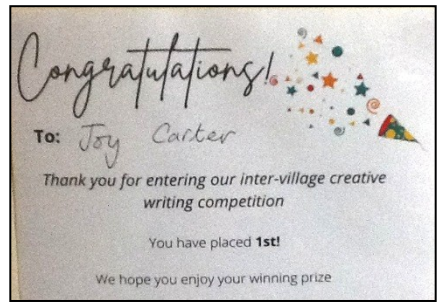 Congratulations!
To: Joy Carter
Thank you for entering our inter-village creative
writing competition
You have placed 1st!
We hope you enjoy your winning prize